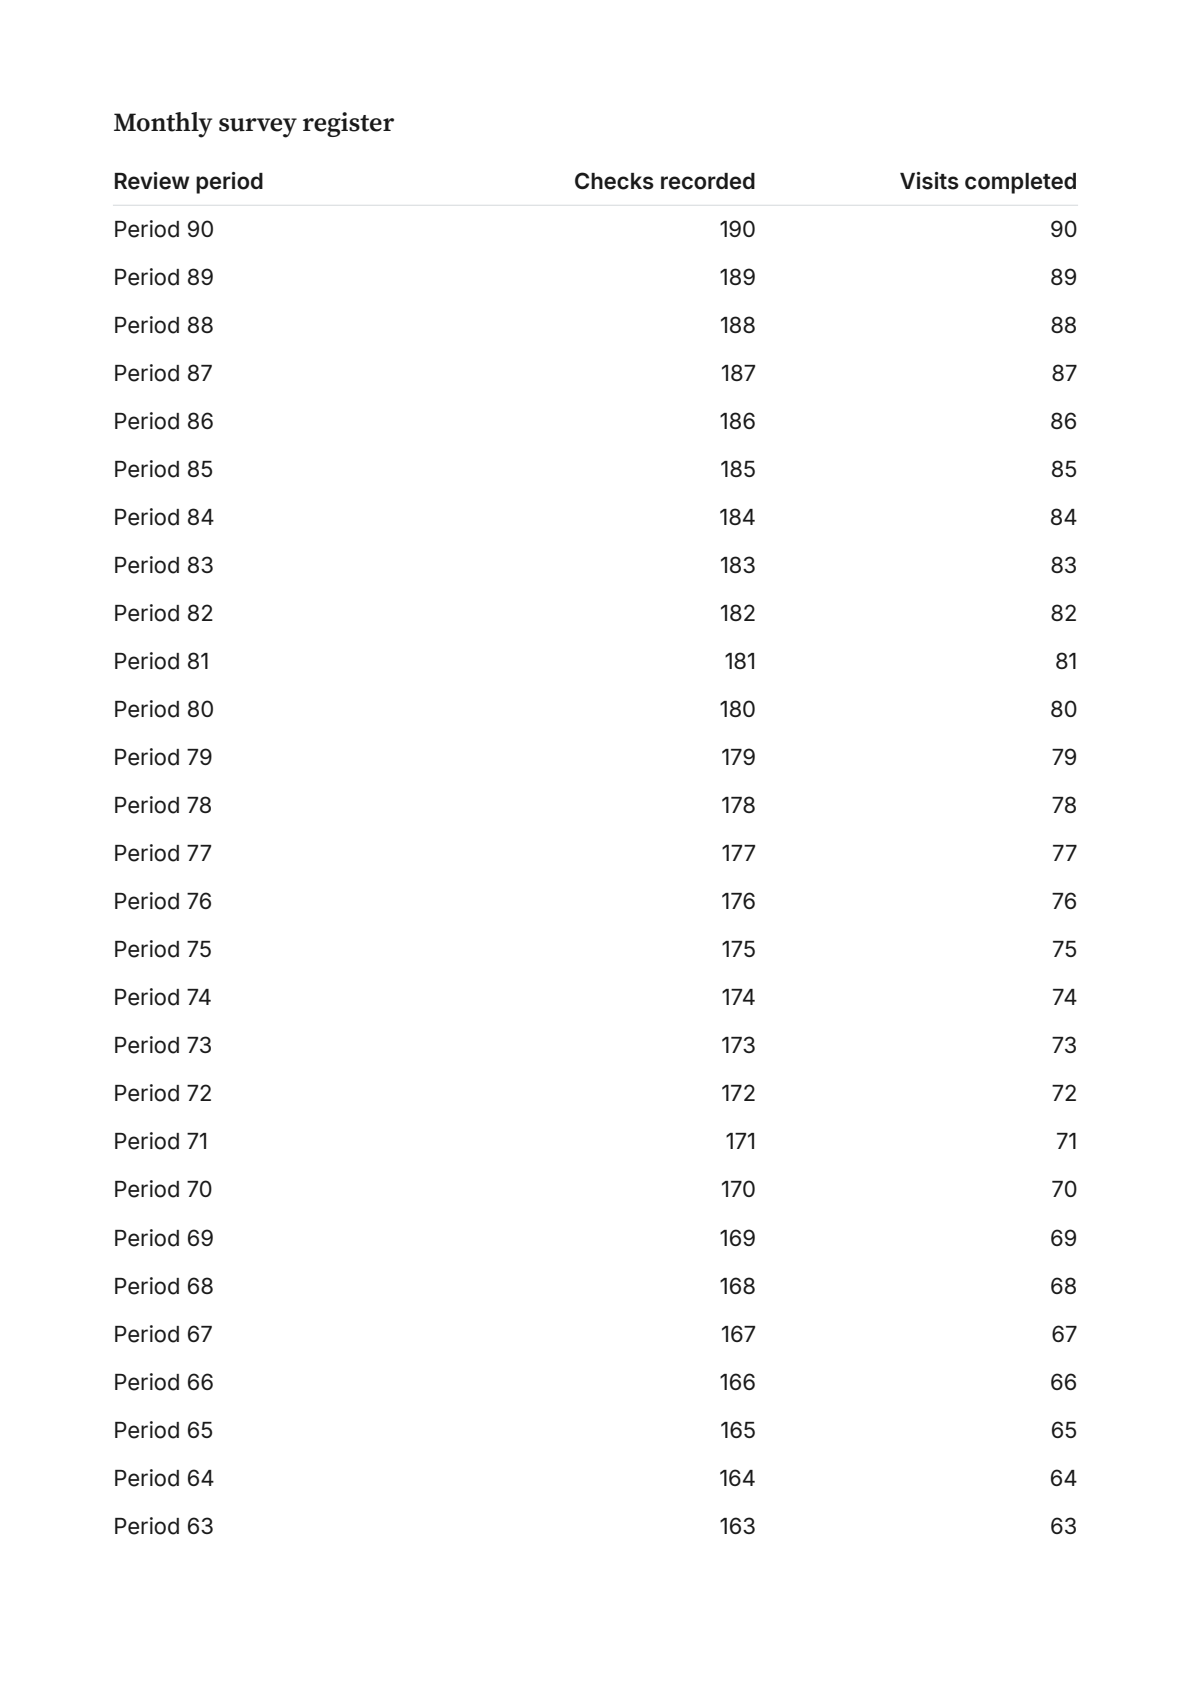 Monthly survey register
Review period Checks recorded Visits completed
Period 90 190 90
Period 89 189 89
Period 88 188 88
Period 87 187 87
Period 86 186 86
Period 85 185 85
Period 84 184 84
Period 83 183 83
Period 82 182 82
Period 81 181 81
Period 80 180 80
Period 79 179 79
Period 78 178 78
Period 77 177 77
Period 76 176 76
Period 75 175 75
Period 74 174 74
Period 73 173 73
Period 72 172 72
Period 71 171 71
Period 70 170 70
Period 69 169 69
Period 68 168 68
Period 67 167 67
Period 66 166 66
Period 65 165 65
Period 64 164 64
Period 63 163 63